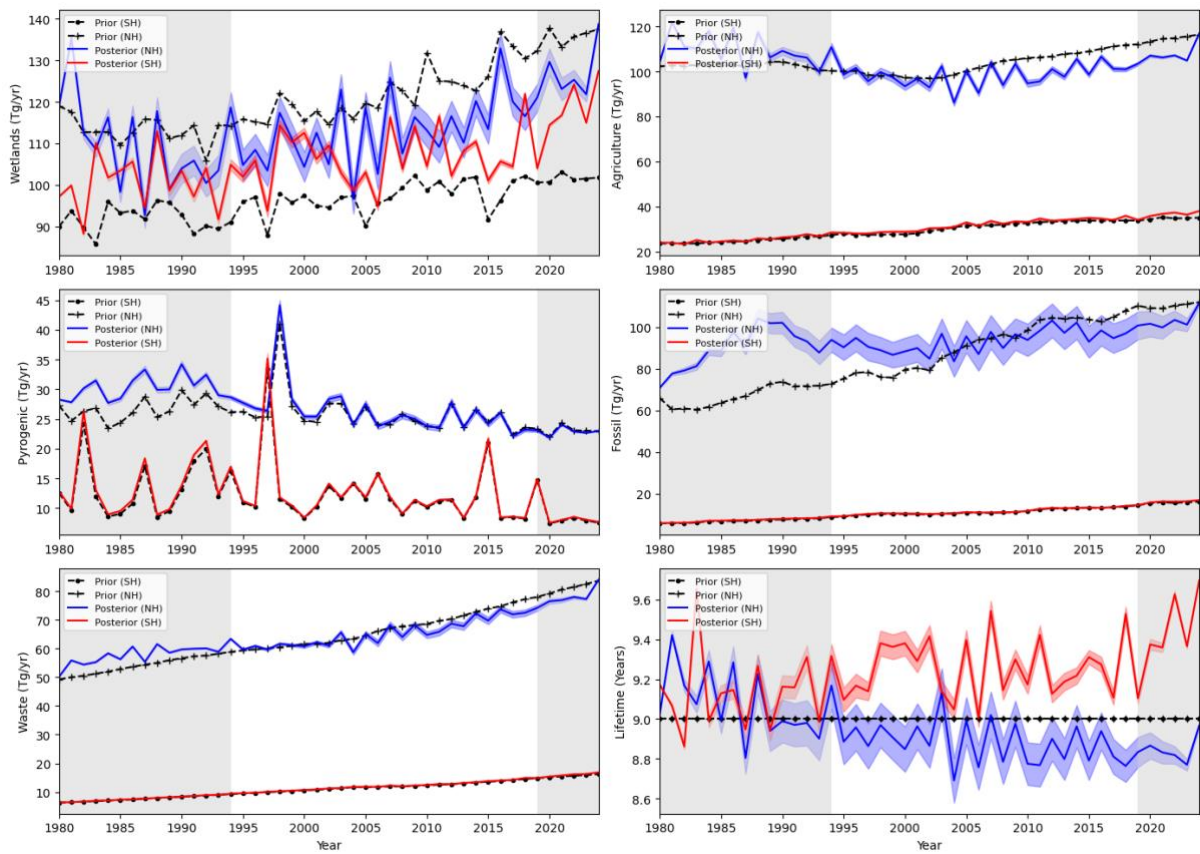 140
130
120
110
100
90
Wetlands (Tg/yr)
Prior (SH)
Prior (NH)
Posterior (NH)
Posterior (SH)
1980 1985 1990 1995 2000 2005 2010 2015 2020
120
100
80
60
40
20
Agriculture (Tg/yr)
Prior (SH)
Prior (NH)
Posterior (NH)
Posterior (SH)
1980 1985 1990 1995 2000 2005 2010 2015 2020
45
40
35
30
25
20
15
10
Pyrogenic (Tg/yr)
Prior (SH)
Prior (NH)
Posterior (NH)
Posterior (SH)
1980 1985 1990 1995 2000 2005 2010 2015 2020
100
80
60
40
20
Fossil (Tg/yr)
Prior (SH)
Prior (NH)
Posterior (NH)
Posterior (SH)
1980 1985 1990 1995 2000 2005 2010 2015 2020
80
70
60
50
40
30
20
10
Waste (Tg/yr)
Prior (SH)
Prior (NH)
Posterior (NH)
Posterior (SH)
1980 1985 1990 1995 2000 2005 2010 2015 2020
Year
9.6
9.4
9.2
9.0
8.8
8.6
Lifetime (Years)
Prior (SH)
Prior (NH)
Posterior (NH)
Posterior (SH)
1980 1985 1990 1995 2000 2005 2010 2015 2020
Year